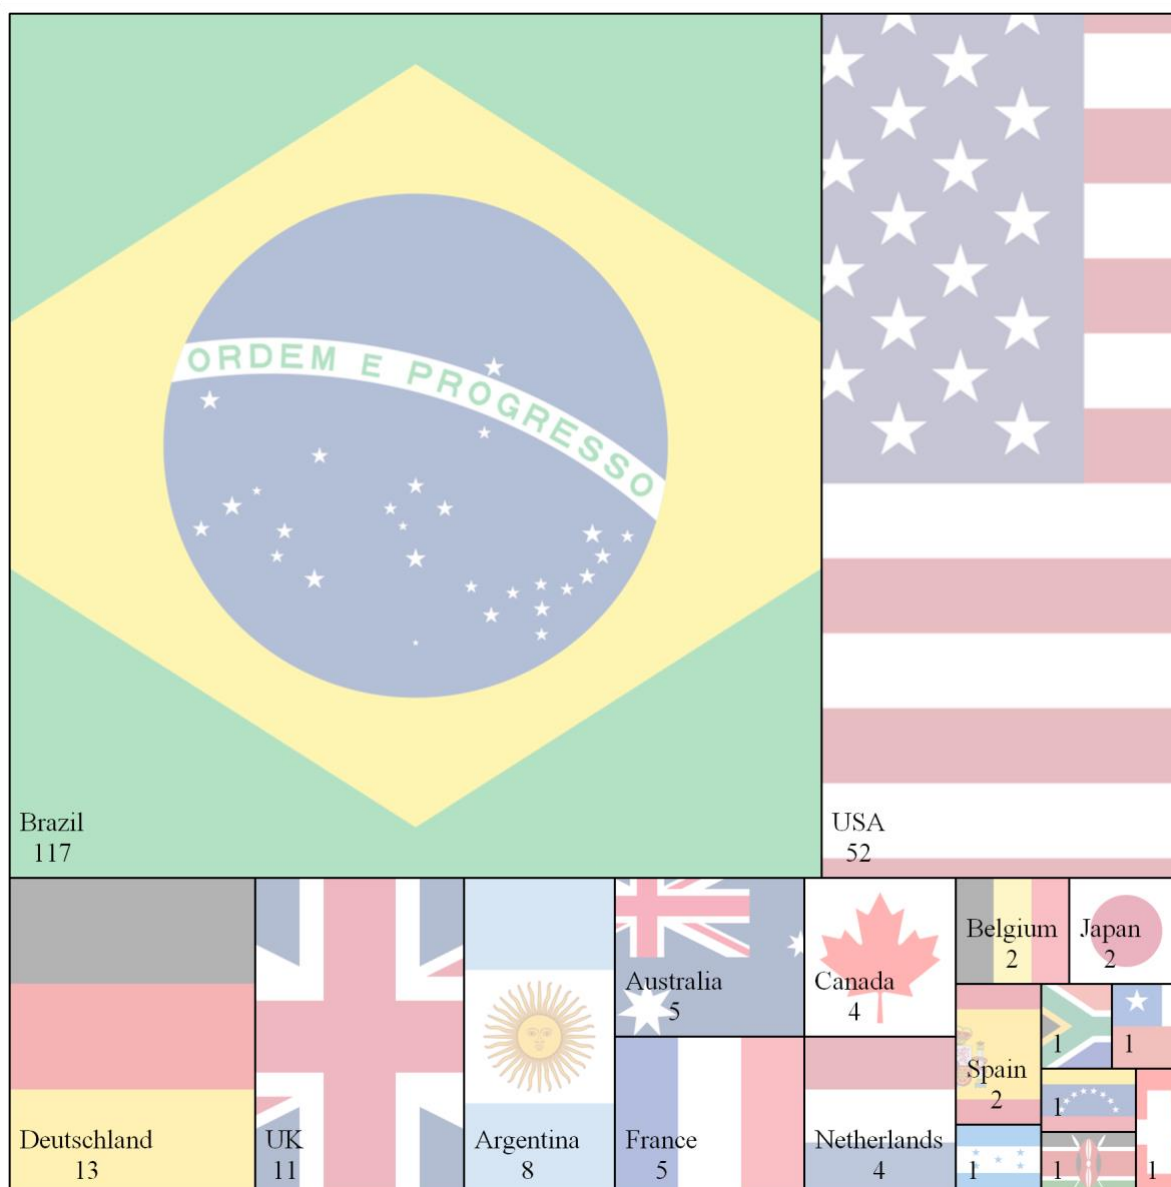 ORDEM E PROGRESSO
Brazil
117
USA
52
Deutschland
13
UK
11
Argentina
8
Australia
5
France
5
Canada
4
Netherlands
4
Belgium
2
Japan
2
Spain
2
1
1
1
1
1
1